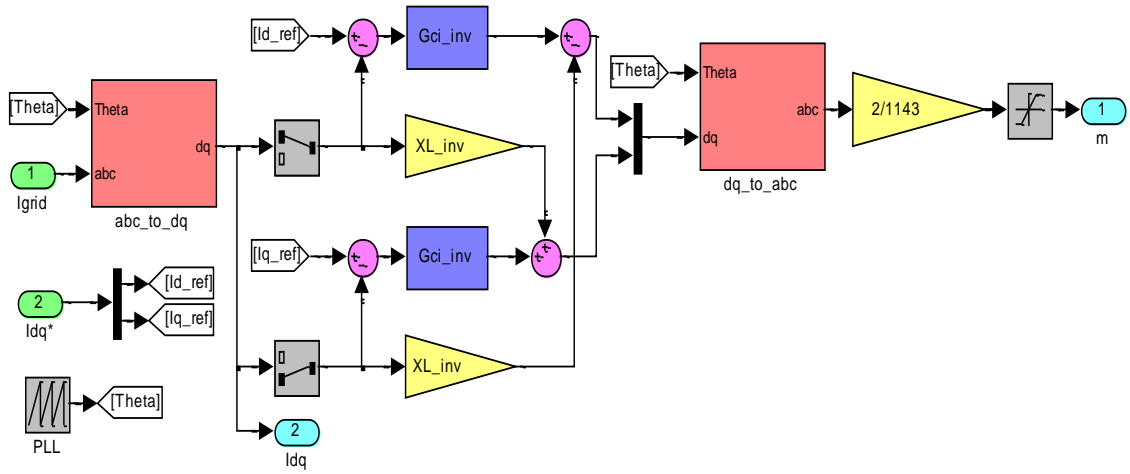 [Id_ref]
+
-
Gci_inv
+
-
[Theta]
[Theta]
Theta
abc
dq
abc_to_dq
1
Igrid
XL_inv
Theta
dq
abc
dq_to_abc
2/1143
1
m
[Iq_ref]
+
-
Gci_inv
+
+
2
Idq*
[Id_ref]
[Iq_ref]
XL_inv
[Theta]
PLL
2
Idq